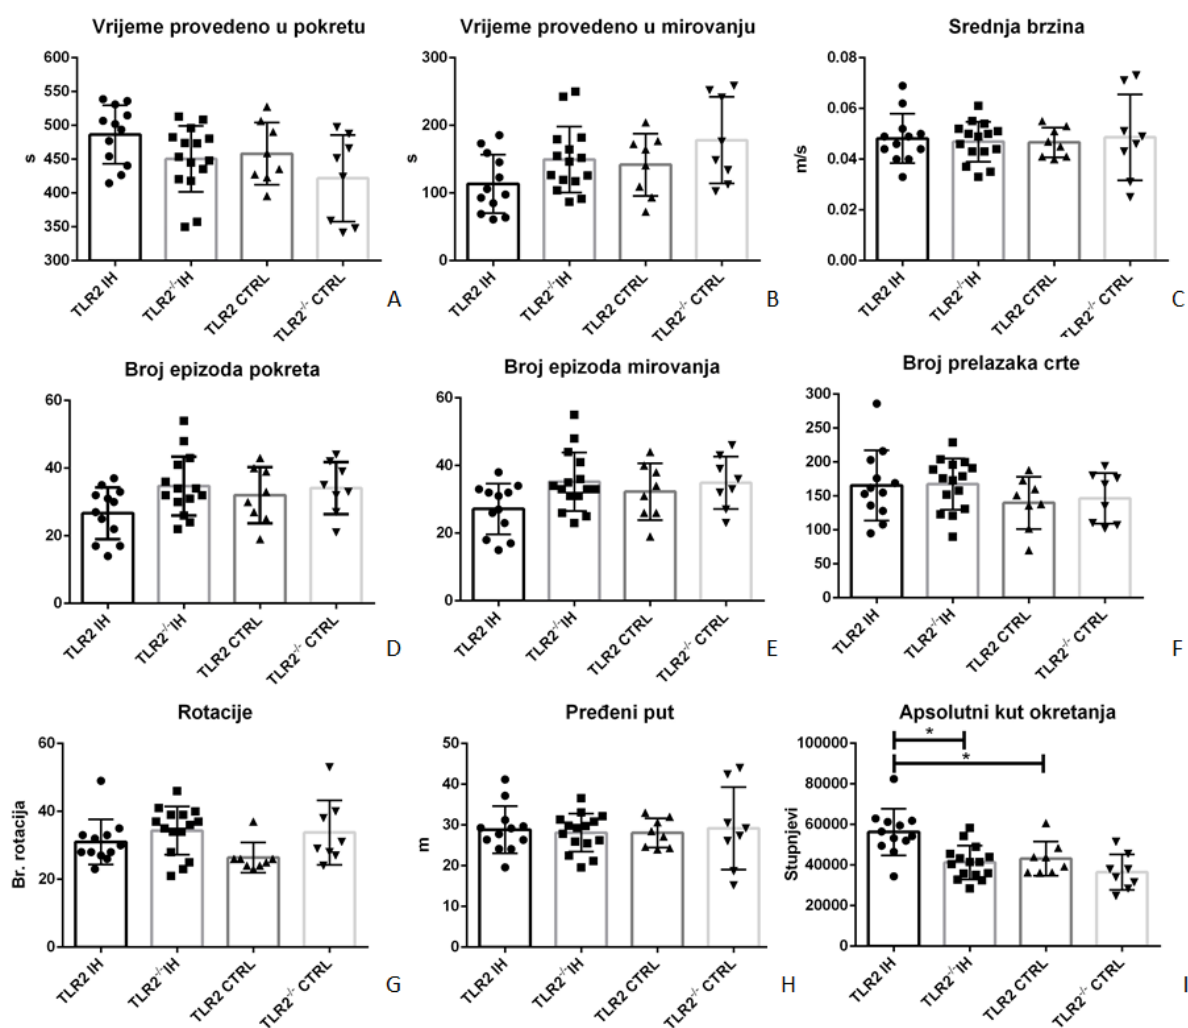 Vrijeme provedeno u pokretu
600
550
500
450
400
350
300
s
TLR2 IH
TLR2-/-IH
TLR2 CTRL
TLR2-/- CTRL
A
Vrijeme provedeno u mirovanju
300
200
100
0
s
TLR2 IH
TLR2-/-IH
TLR2 CTRL
TLR2-/- CTRL
B
Srednja brzina
0.08
0.06
0.04
0.02
0.00
m/s
TLR2 IH
TLR2-/-IH
TLR2 CTRL
TLR2-/- CTRL
C
Broj epizoda pokreta
60
40
20
0
TLR2 IH
TLR2-/-IH
TLR2 CTRL
TLR2-/- CTRL
D
Broj epizoda mirovanja
60
40
20
0
TLR2 IH
TLR2-/-IH
TLR2 CTRL
TLR2-/- CTRL
E
Broj prelazaka crte
300
250
200
150
100
50
0
TLR2 IH
TLR2-/-IH
TLR2 CTRL
TLR2-/- CTRL
F
Rotacije
60
40
20
0
Br. rotacija
TLR2 IH
TLR2-/-IH
TLR2 CTRL
TLR2-/- CTRL
G
Pređeni put
50
40
30
20
10
0
m
TLR2 IH
TLR2-/-IH
TLR2 CTRL
TLR2-/- CTRL
H
Apsolutni kut okretanja
*
*
100000
80000
60000
40000
20000
0
Stupnjevi
TLR2 IH
TLR2-/-IH
TLR2 CTRL
TLR2-/- CTRL
I